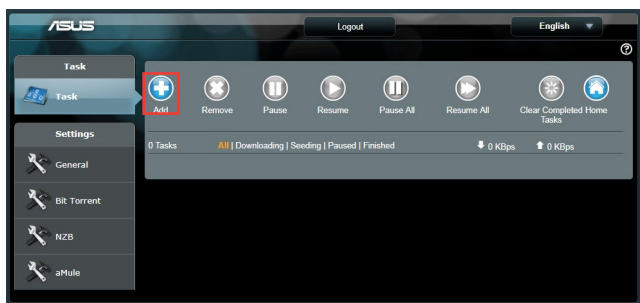 ASUS
Logout
English
?
Task
Task
Add
Remove
Pause
Resume
Pause All
Resume All
Clear Completed Tasks
Home
Settings
0 Tasks
All | Downloading | Seeding | Paused | Finished
0 KBps
0 KBps
General
Bit Torrent
NZB
aMule